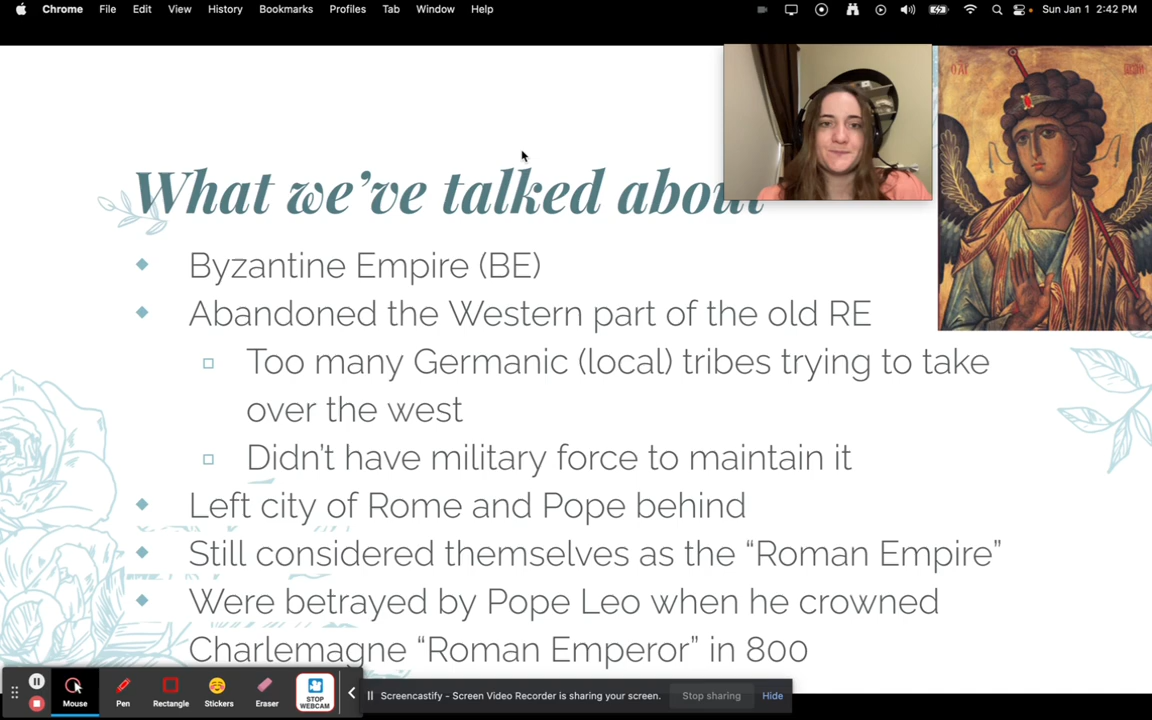 Chrome File Edit View History Bookmarks Profiles Tab Window Help Sun Jan 1 2:42 PM
What we've talked about
Byzantine Empire (BE)
Abandoned the Western part of the old RE
Too many Germanic (local) tribes trying to take
over the west
Didn't have military force to maintain it
Left city of Rome and Pope behind
Still considered themselves as the “Roman Empire”
Were betrayed by Pope Leo when he crowned
Charlemagne “Roman Emperor” in 800
Mouse Pen Rectangle Stickers Eraser STOP WEBCAM
Screencastify - Screen Video Recorder is sharing your screen. Stop sharing Hide